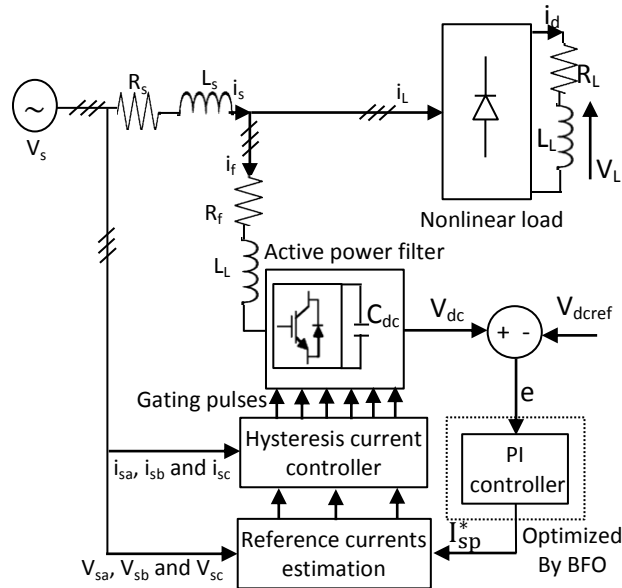 i_d
R_s
L_s
i_s
i_L
R_L
~
V_s
L_L
V_L
i_f
R_f
Nonlinear load
Active power filter
L_L
C_dc
V_dc
V_dcref
+ -
e
Gating pulses
Hysteresis current
controller
PI
controller
i_sa, i_sb and i_sc
I*_sp
Optimized
By BFO
Reference currents
estimation
V_sa, V_sb and V_sc